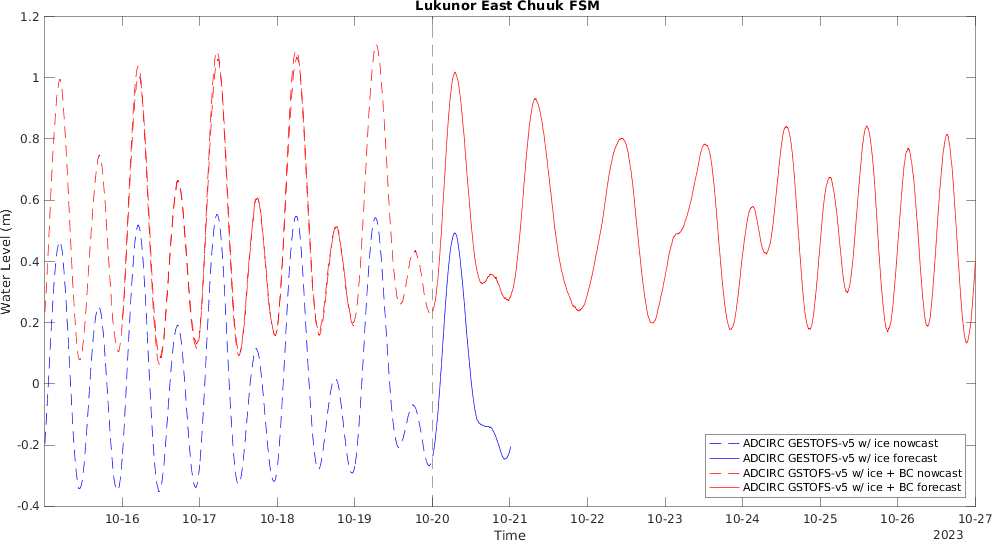 Lukunor East Chuuk FSM
1.2
1
0.8
0.6
0.4
0.2
0
-0.2
-0.4
Water Level (m)
ADCIRC GESTOFS-v5 w/ ice nowcast
ADCIRC GESTOFS-v5 w/ ice forecast
ADCIRC GSTOFS-v5 w/ ice + BC nowcast
ADCIRC GSTOFS-v5 w/ ice + BC forecast
10-16 10-17 10-18 10-19 10-20 10-21 10-22 10-23 10-24 10-25 10-26 10-27
Time
2023